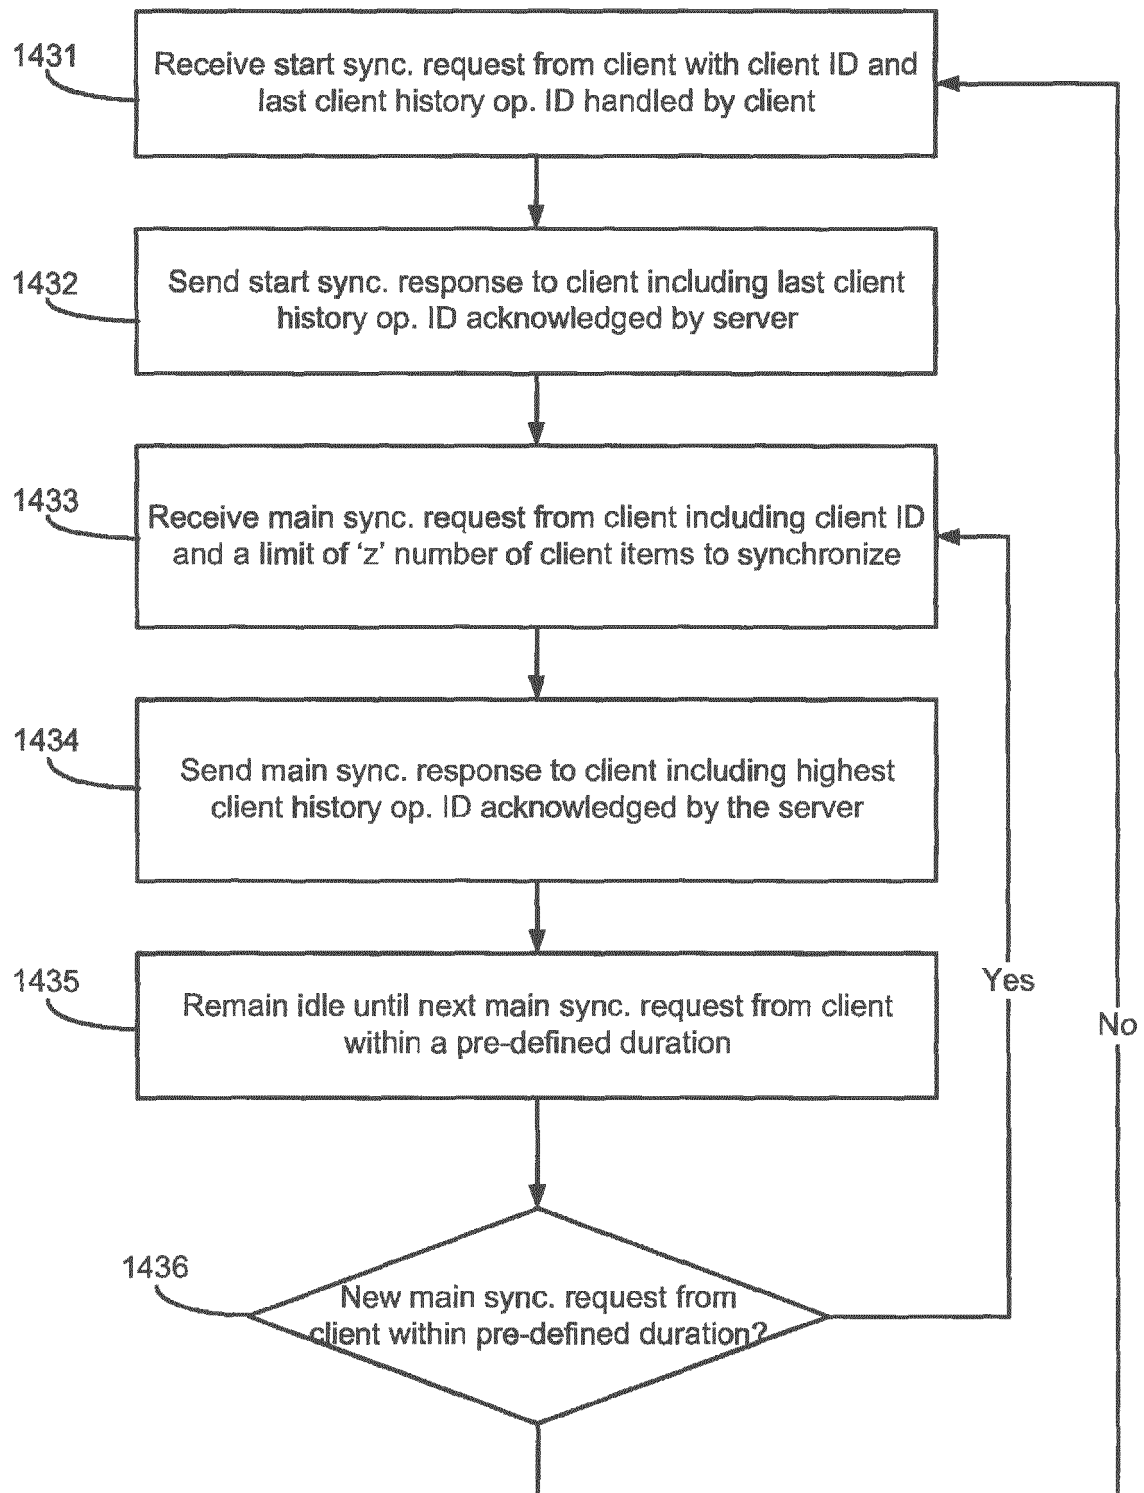 1431
Receive start sync. request from client with client ID and
last client history op. ID handled by client
1432
Send start sync. response to client including last client
history op. ID acknowledged by server
1433
Receive main sync. request from client including client ID
and a limit of ‘z’ number of client items to synchronize
1434
Send main sync. response to client including highest
client history op. ID acknowledged by the server
1435
Remain idle until next main sync. request from client
within a pre-defined duration
Yes
No
1436
New main sync. request from
client within pre-defined duration?